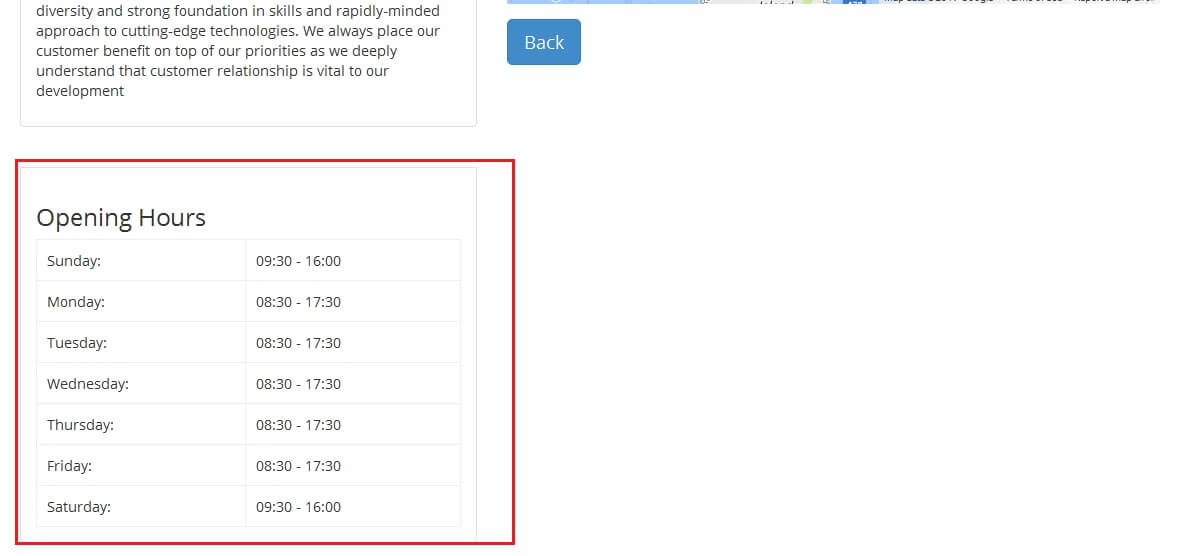 diversity and strong foundation in skills and rapidly-minded
approach to cutting-edge technologies. We always place our
customer benefit on top of our priorities as we deeply
understand that customer relationship is vital to our
development
Back
Opening Hours
Sunday: 09:30 - 16:00
Monday: 08:30 - 17:30
Tuesday: 08:30 - 17:30
Wednesday: 08:30 - 17:30
Thursday: 08:30 - 17:30
Friday: 08:30 - 17:30
Saturday: 09:30 - 16:00